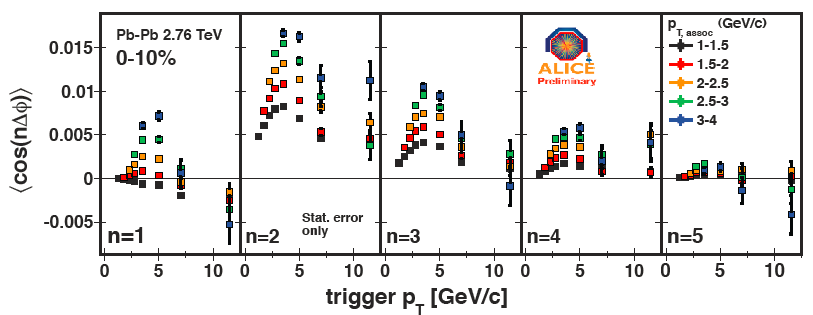 Pb-Pb 2.76 TeV
0-10%
ALICE
Preliminary
p_T, assoc (GeV/c)
1-1.5
1.5-2
2-2.5
2.5-3
3-4
0.015
0.01
0.005
0
-0.005
⟨cos(nΔϕ)⟩
Stat. error
only
n=1 n=2 n=3 n=4 n=5
0 5 10 0 5 10 0 5 10 0 5 10 0 5 10
trigger p_T [GeV/c]